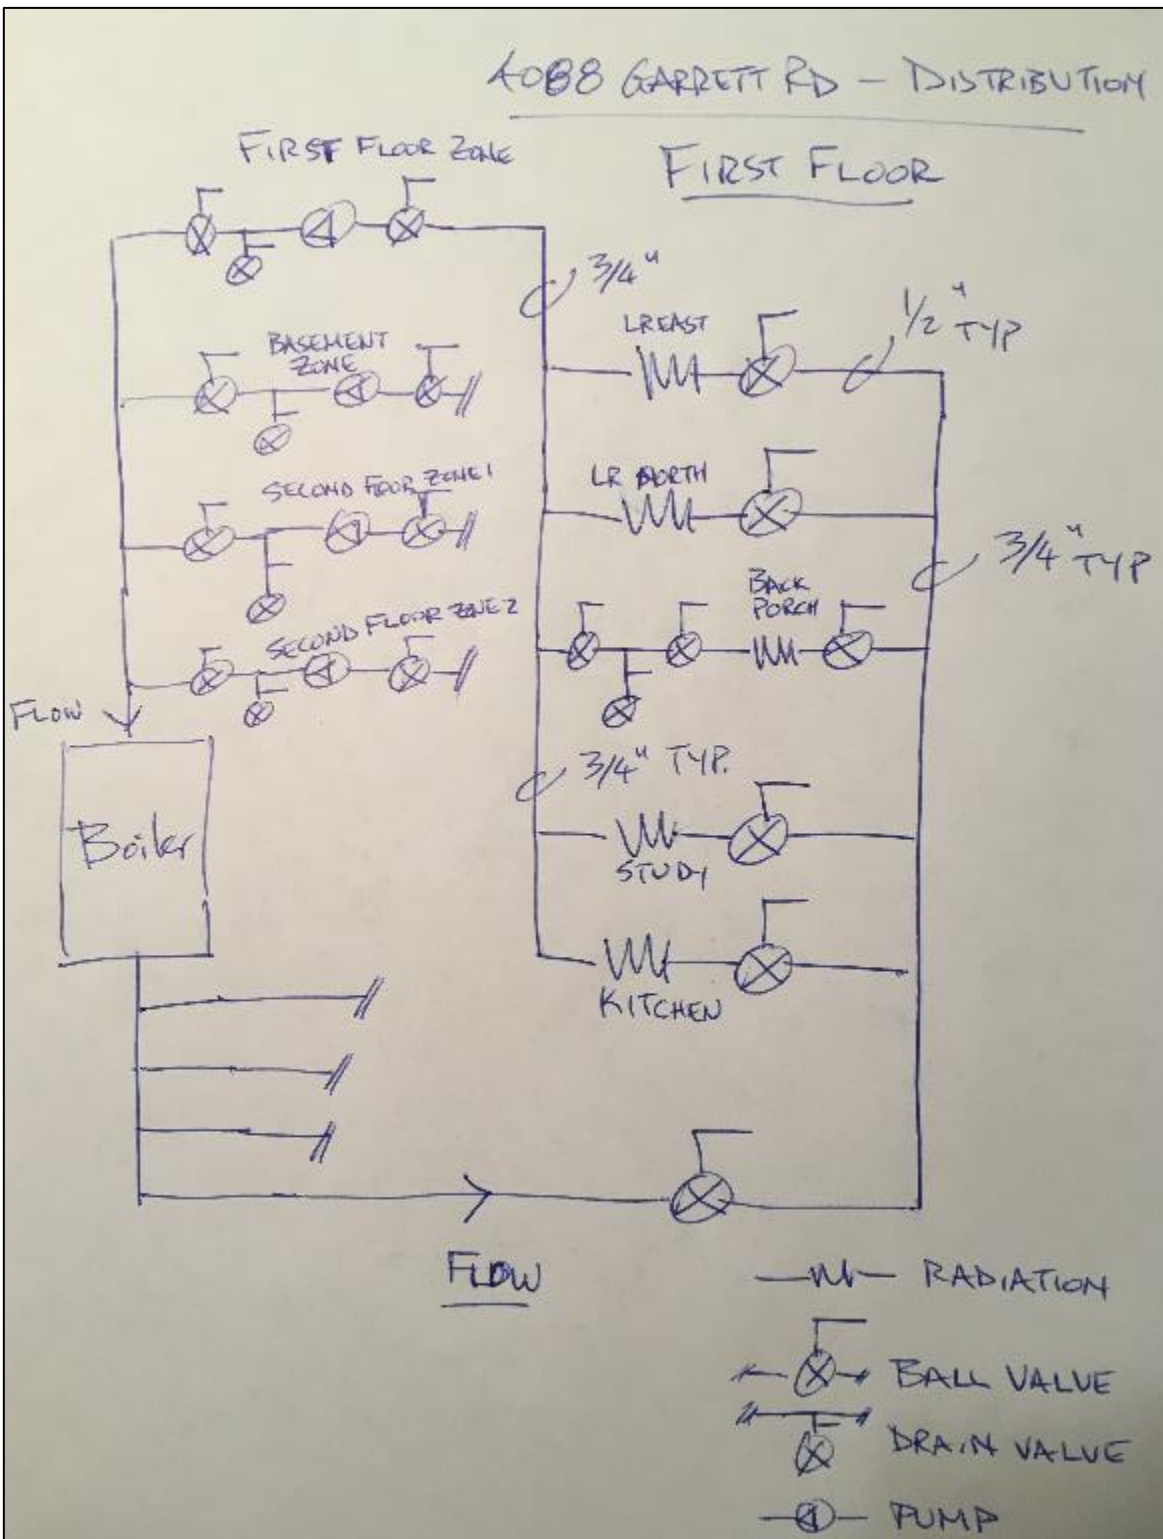 4088 GARRETT RD - DISTRIBUTION
FIRST FLOOR ZONE
FIRST FLOOR
3/4"
LR EAST
1/2" TYP
BASEMENT
ZONE
LR NORTH
SECOND FLOOR ZONE 1
3/4" TYP
BACK
PORCH
SECOND FLOOR ZONE 2
FLOW
3/4" TYP.
Boiler
STUDY
KITCHEN
FLOW
RADIATION
BALL VALVE
DRAIN VALVE
PUMP